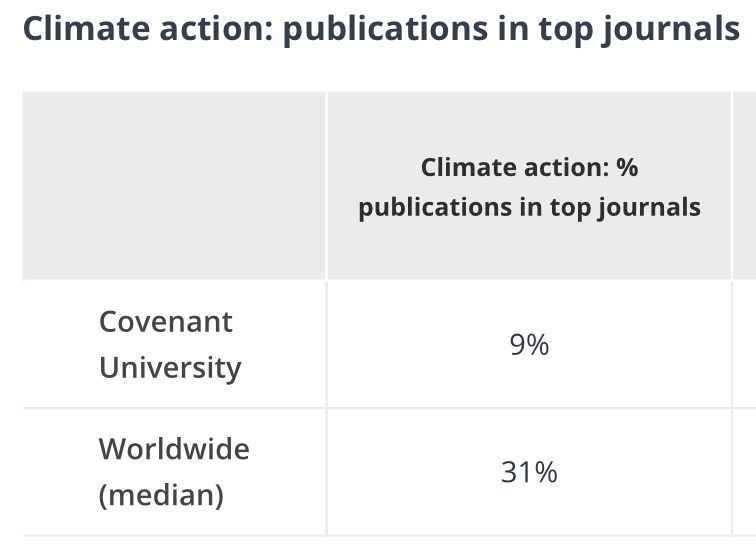 Climate action: publications in top journals
Climate action: %
publications in top journals
Covenant
University
9%
Worldwide
(median)
31%